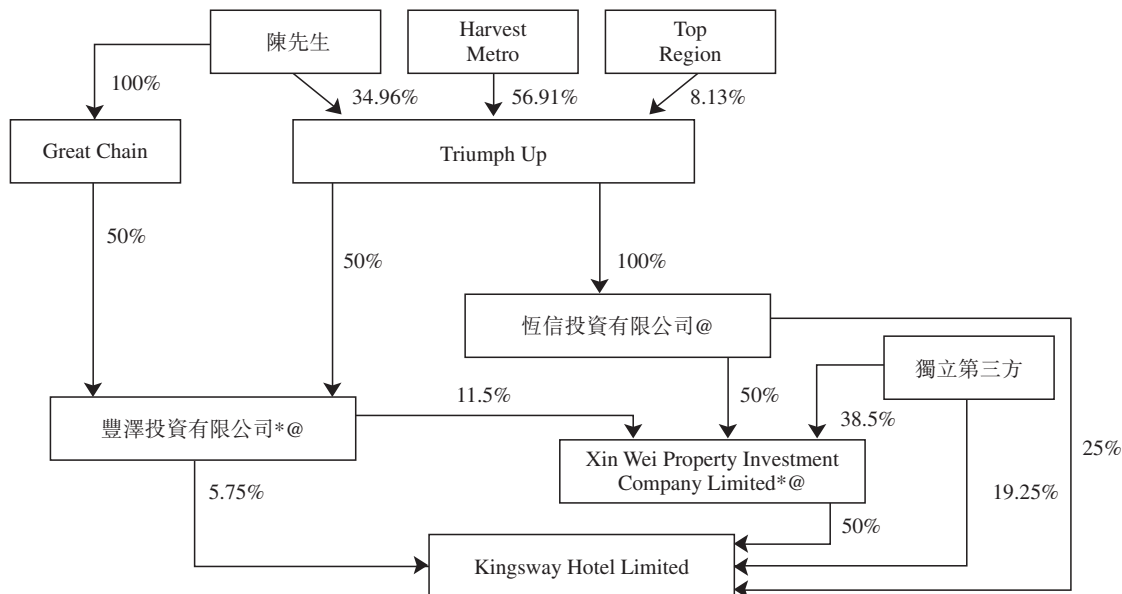 陳先生
Harvest
Metro
Top
Region
100%
34.96%
56.91%
8.13%
Great Chain
Triumph Up
50%
50%
100%
恆信投資有限公司@
獨立第三方
11.5%
50%
38.5%
25%
豐澤投資有限公司*@
Xin Wei Property Investment
Company Limited*@
5.75%
19.25%
50%
Kingsway Hotel Limited